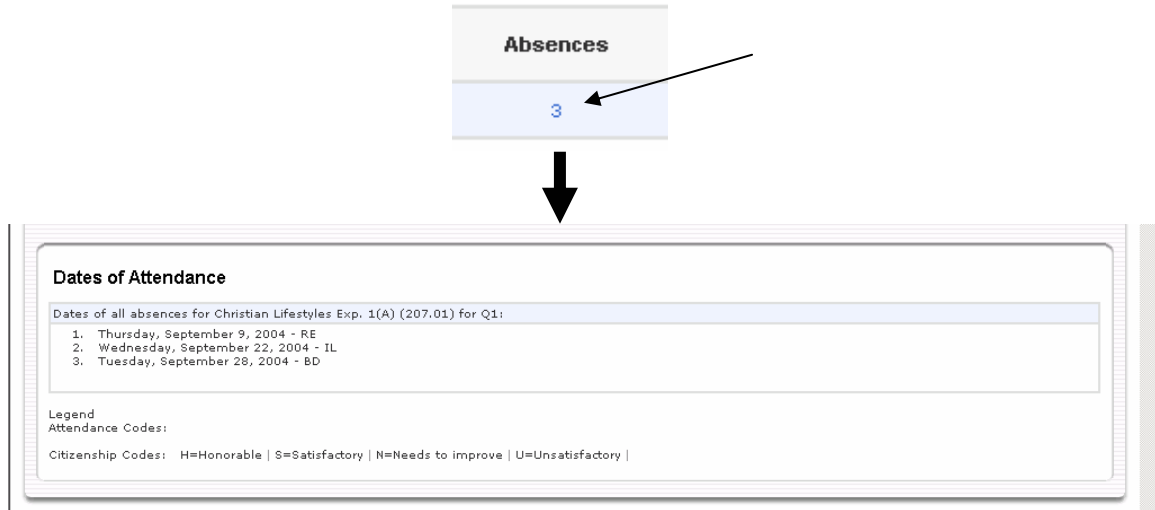 Absences
3
Dates of Attendance
Dates of all absences for Christian Lifestyles Exp. 1(A) (207.01) for Q1:
1. Thursday, September 9, 2004 - RE
2. Wednesday, September 22, 2004 - IL
3. Tuesday, September 28, 2004 - BD
Legend
Attendance Codes:
Citizenship Codes: H=Honorable | S=Satisfactory | N=Needs to improve | U=Unsatisfactory |